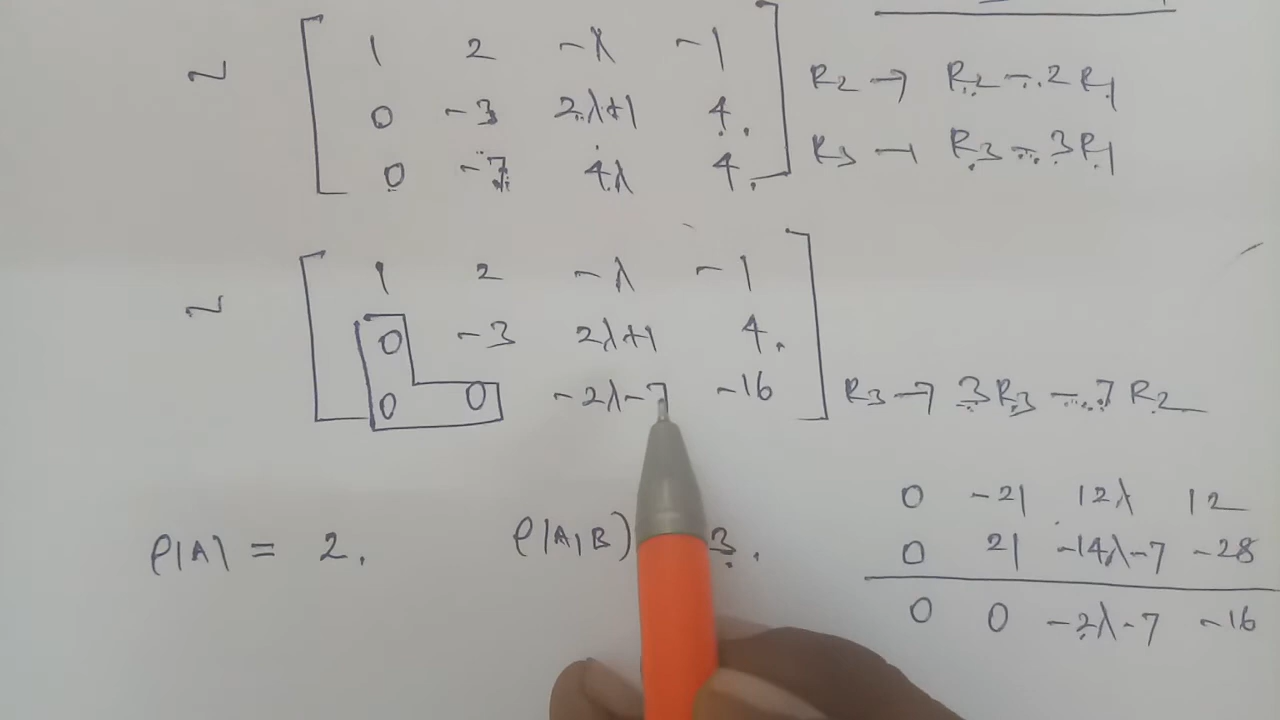 ~ [ 1 2 -λ -1
0 -3 2λ+1 4.
0 -7 4λ 4. ]
R2 → R2 - 2R1
R3 → R3 - 3R1
~ [ 1 2 -λ -1
0 -3 2λ+1 4.
0 0 -2λ-7 -16 ] R3 → 3R3 - 7R2
0 -21 12λ 12
0 21 -14λ-7 -28
0 0 -2λ-7 -16
ρ(A) = 2. ρ(A,B) 3.